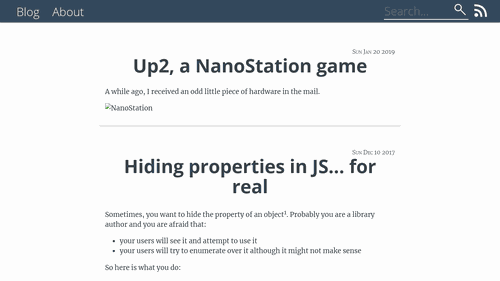 Blog About Search...
Sun Jan 20 2019
Up2, a NanoStation game
A while ago, I received an odd little piece of hardware in the mail.
NanoStation
Sun Dec 10 2017
Hiding properties in JS... for
real
Sometimes, you want to hide the property of an object¹. Probably you are a library
author and you are afraid that:
• your users will see it and attempt to use it
• your users will try to enumerate over it although it might not make sense
So here is what you do: